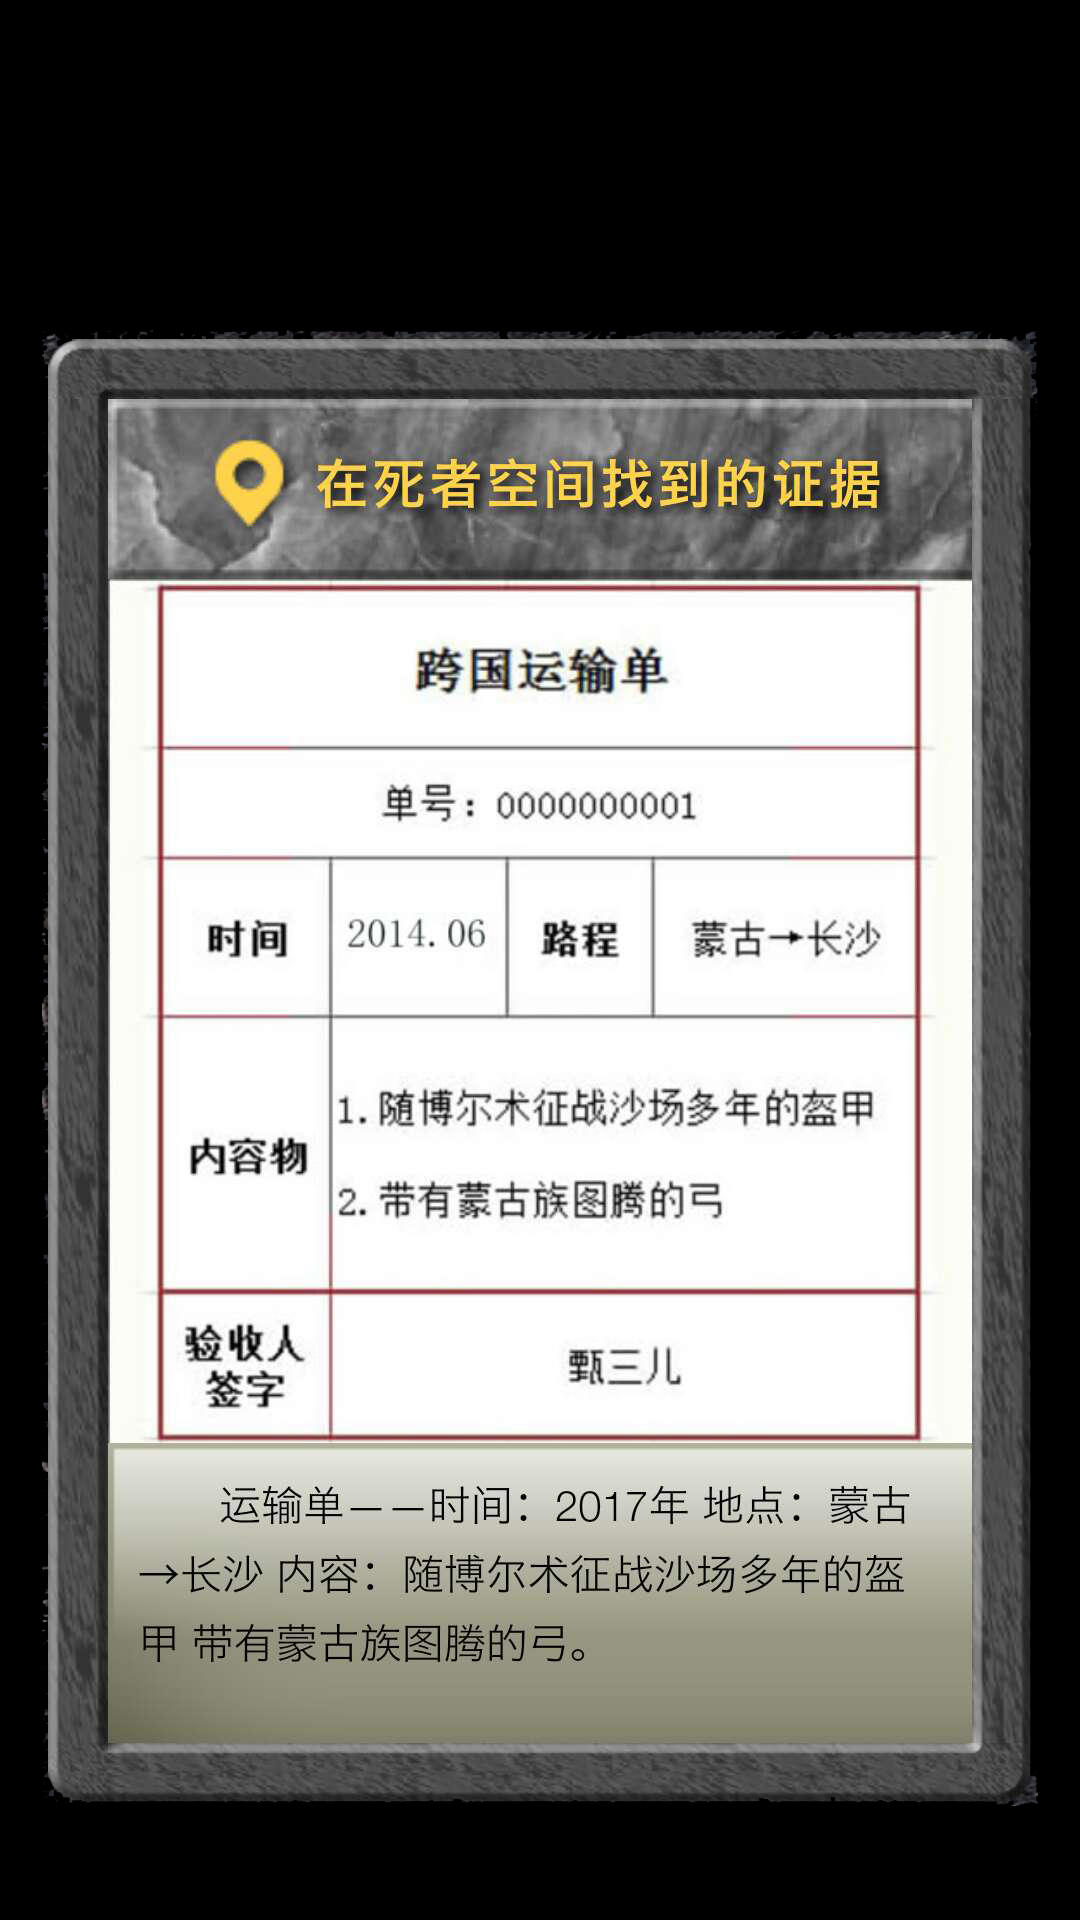 在死者空间找到的证据
跨国运输单
单号：0000000001
时间 2014.06 路程 蒙古→长沙
内容物
1.随博尔术征战沙场多年的盔甲
2.带有蒙古族图腾的弓
验收人
签字
甄三儿
运输单——时间：2017年 地点：蒙古
→长沙 内容：随博尔术征战沙场多年的盔
甲 带有蒙古族图腾的弓。